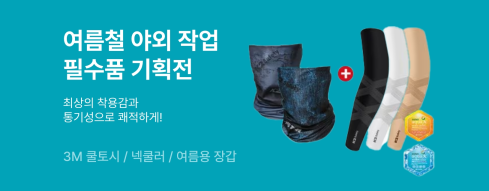 여름철 야외 작업
필수품 기획전
최상의 착용감과
통기성으로 쾌적하게!
3M 쿨토시 / 넥쿨러 / 여름용 장갑